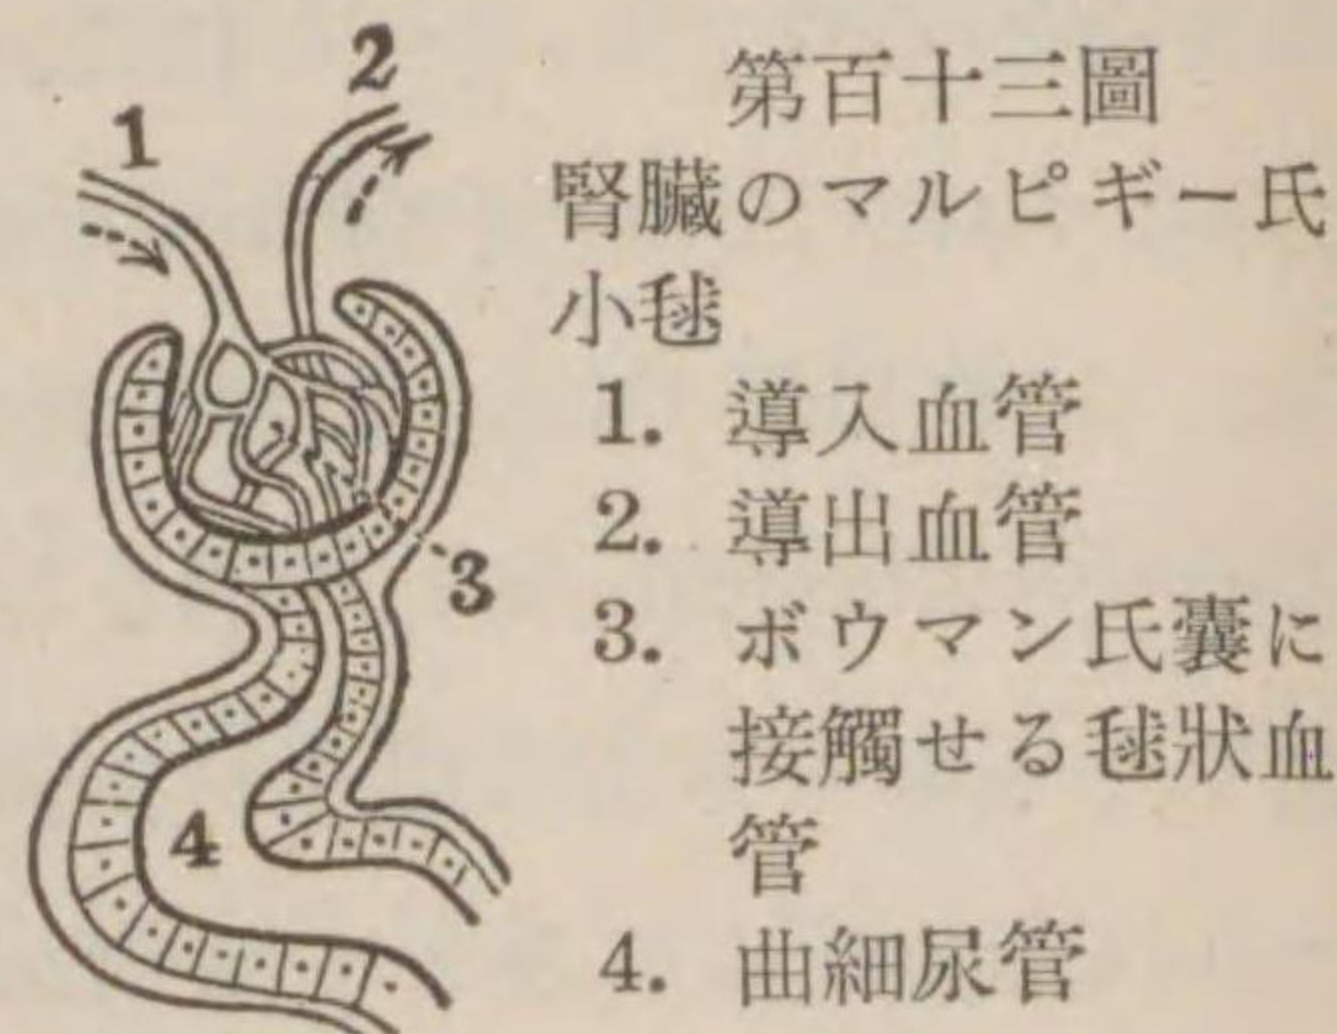 第百十三圖
腎臟のマルピギー氏
小毬
1. 導入血管
2. 導出血管
3. ボウマン氏囊に
接觸せる毬狀血
管
4. 曲細尿管
1
2
3
4